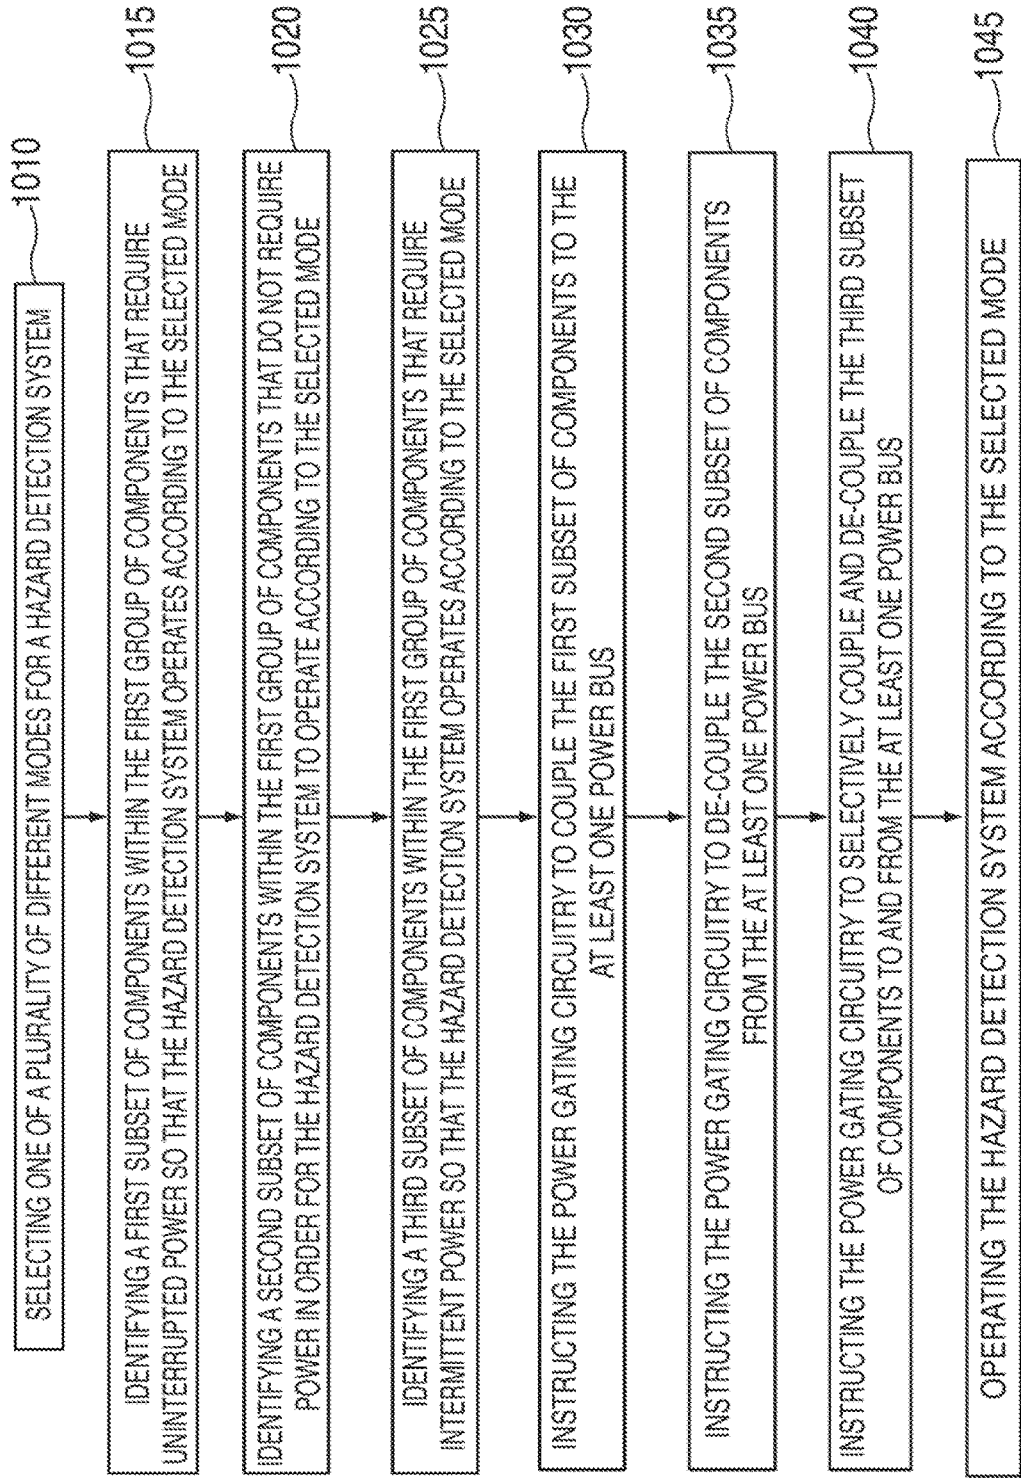 1010
SELECTING ONE OF A PLURALITY OF DIFFERENT MODES FOR A HAZARD DETECTION SYSTEM
1015
IDENTIFYING A FIRST SUBSET OF COMPONENTS WITHIN THE FIRST GROUP OF COMPONENTS THAT REQUIRE
UNINTERRUPTED POWER SO THAT THE HAZARD DETECTION SYSTEM OPERATES ACCORDING TO THE SELECTED MODE
1020
IDENTIFYING A SECOND SUBSET OF COMPONENTS WITHIN THE FIRST GROUP OF COMPONENTS THAT DO NOT REQUIRE
POWER IN ORDER FOR THE HAZARD DETECTION SYSTEM TO OPERATE ACCORDING TO THE SELECTED MODE
1025
IDENTIFYING A THIRD SUBSET OF COMPONENTS WITHIN THE FIRST GROUP OF COMPONENTS THAT REQUIRE
INTERMITTENT POWER SO THAT THE HAZARD DETECTION SYSTEM OPERATES ACCORDING TO THE SELECTED MODE
1030
INSTRUCTING THE POWER GATING CIRCUITRY TO COUPLE THE FIRST SUBSET OF COMPONENTS TO THE
AT LEAST ONE POWER BUS
1035
INSTRUCTING THE POWER GATING CIRCUITRY TO DE-COUPLE THE SECOND SUBSET OF COMPONENTS
FROM THE AT LEAST ONE POWER BUS
1040
INSTRUCTING THE POWER GATING CIRCUITRY TO SELECTIVELY COUPLE AND DE-COUPLE THE THIRD SUBSET
OF COMPONENTS TO AND FROM THE AT LEAST ONE POWER BUS
1045
OPERATING THE HAZARD DETECTION SYSTEM ACCORDING TO THE SELECTED MODE